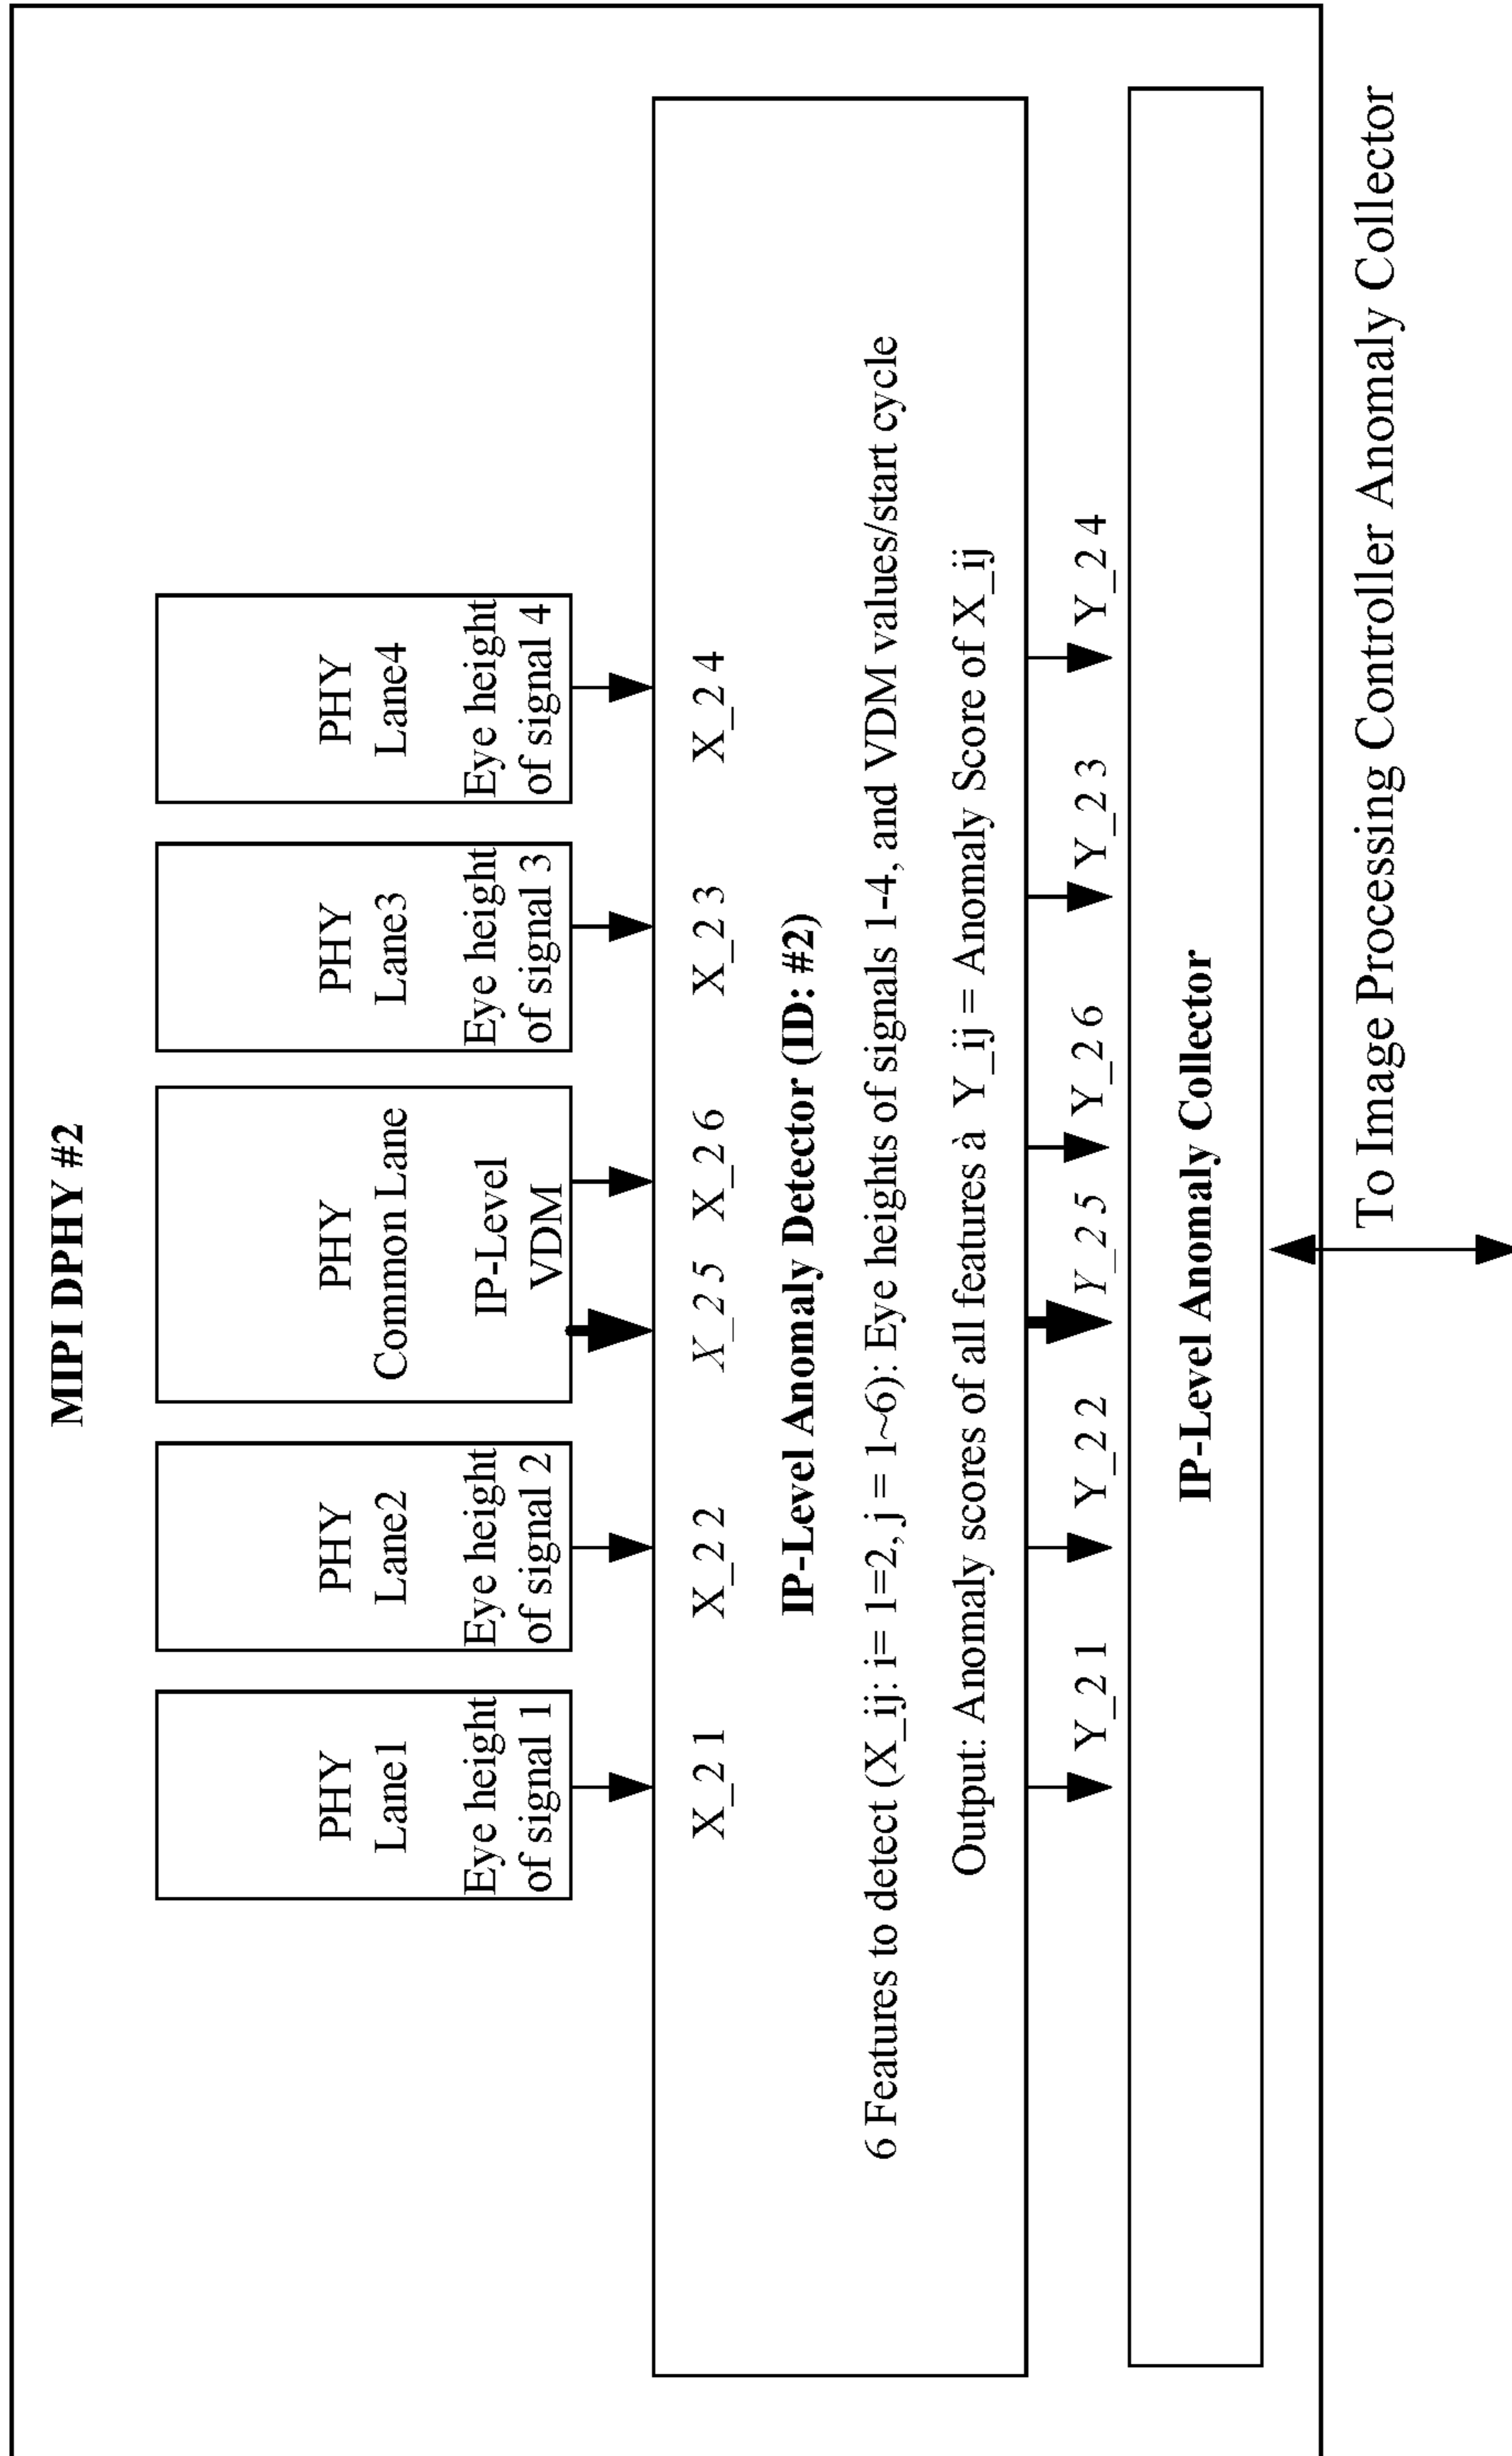 MIPI DPHY #2
PHY
Lane1
Eye height
of signal 1
PHY
Lane2
Eye height
of signal 2
PHY
Common Lane
IP-Level
VDM
PHY
Lane3
Eye height
of signal 3
PHY
Lane4
Eye height
of signal 4
X_2 1
X_2 2
X_2 5
X_2 6
X_2 3
X_2 4
IP-Level Anomaly Detector (ID: #2)
6 Features to detect (X_ij: i= 1=2, j = 1~6): Eye heights of signals 1-4, and VDM values/start cycle
Output: Anomaly scores of all features à Y_ij = Anomaly Score of X_ij
Y_2 1
Y_2 2
Y_2 5
Y_2 6
Y_2 3
Y_2 4
IP-Level Anomaly Collector
To Image Processing Controller Anomaly Collector